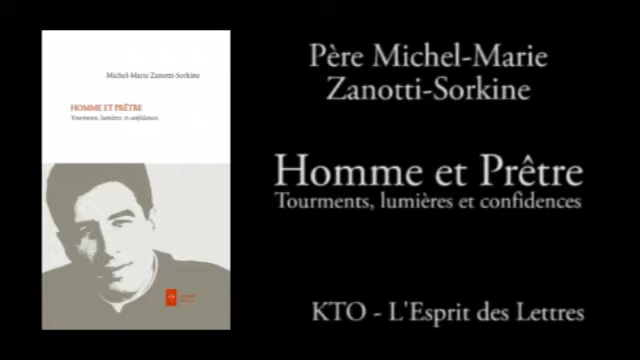 Michel-Marie Zanotti-Sorkine
HOMME ET PRÊTRE
Tourments, lumières, et confidences
Père Michel-Marie
Zanotti-Sorkine
Homme et Prêtre
Tourments, lumières et confidences
KTO - L'Esprit des Lettres